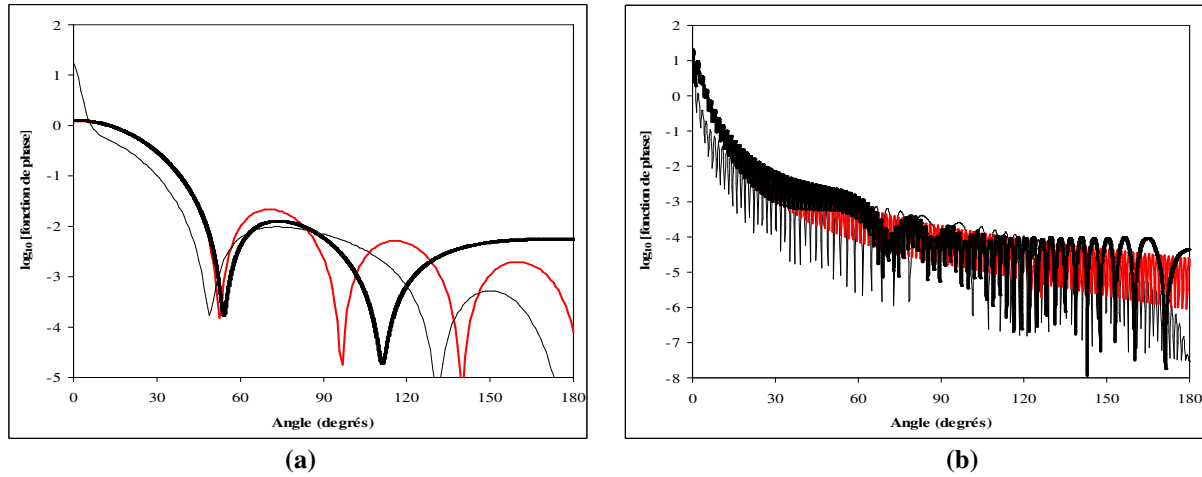 2
1
0
-1
-2
-3
-4
-5
0 30 60 90 120 150 180
Angle (degrés)
log₁₀ [fonction de phase]
(a)
2
1
0
-1
-2
-3
-4
-5
-6
-7
-8
0 30 60 90 120 150 180
Angle (degrés)
log₁₀ [fonction de phase]
(b)